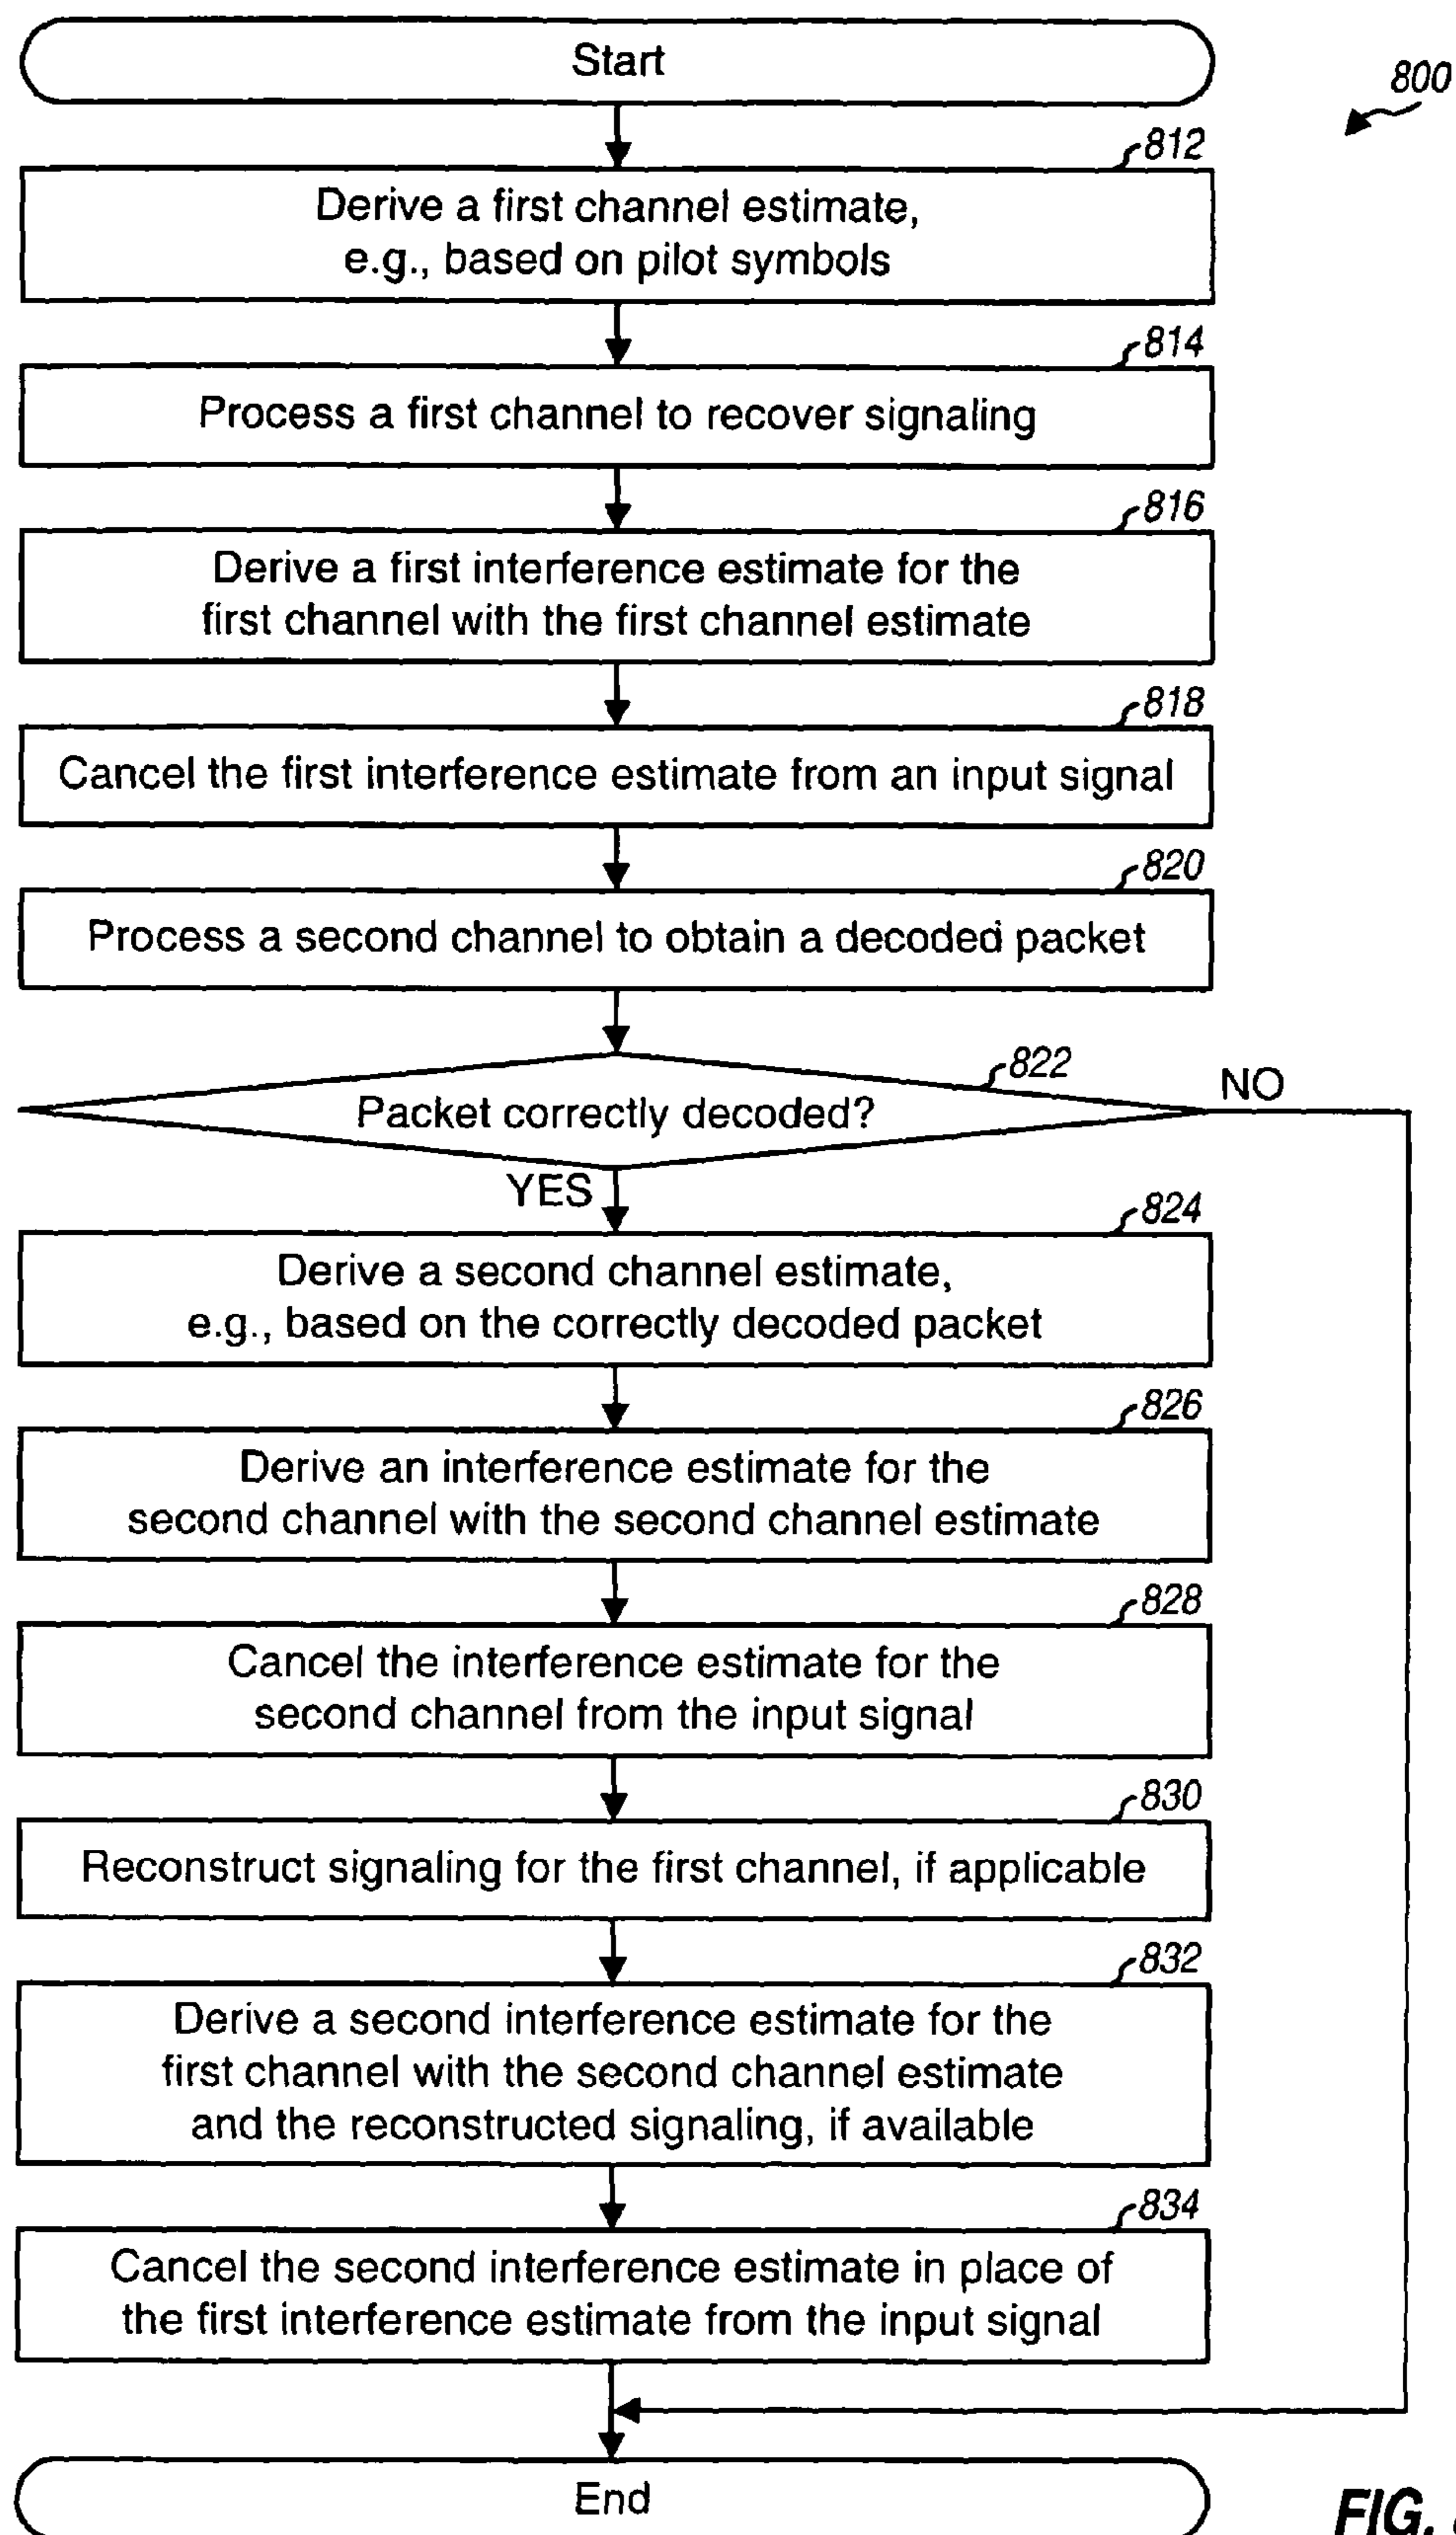 Start
800
812
Derive a first channel estimate,
e.g., based on pilot symbols
814
Process a first channel to recover signaling
816
Derive a first interference estimate for the
first channel with the first channel estimate
818
Cancel the first interference estimate from an input signal
820
Process a second channel to obtain a decoded packet
822
NO
Packet correctly decoded?
YES
824
Derive a second channel estimate,
e.g., based on the correctly decoded packet
826
Derive an interference estimate for the
second channel with the second channel estimate
828
Cancel the interference estimate for the
second channel from the input signal
830
Reconstruct signaling for the first channel, if applicable
832
Derive a second interference estimate for the
first channel with the second channel estimate
and the reconstructed signaling, if available
834
Cancel the second interference estimate in place of
the first interference estimate from the input signal
End
FIG.